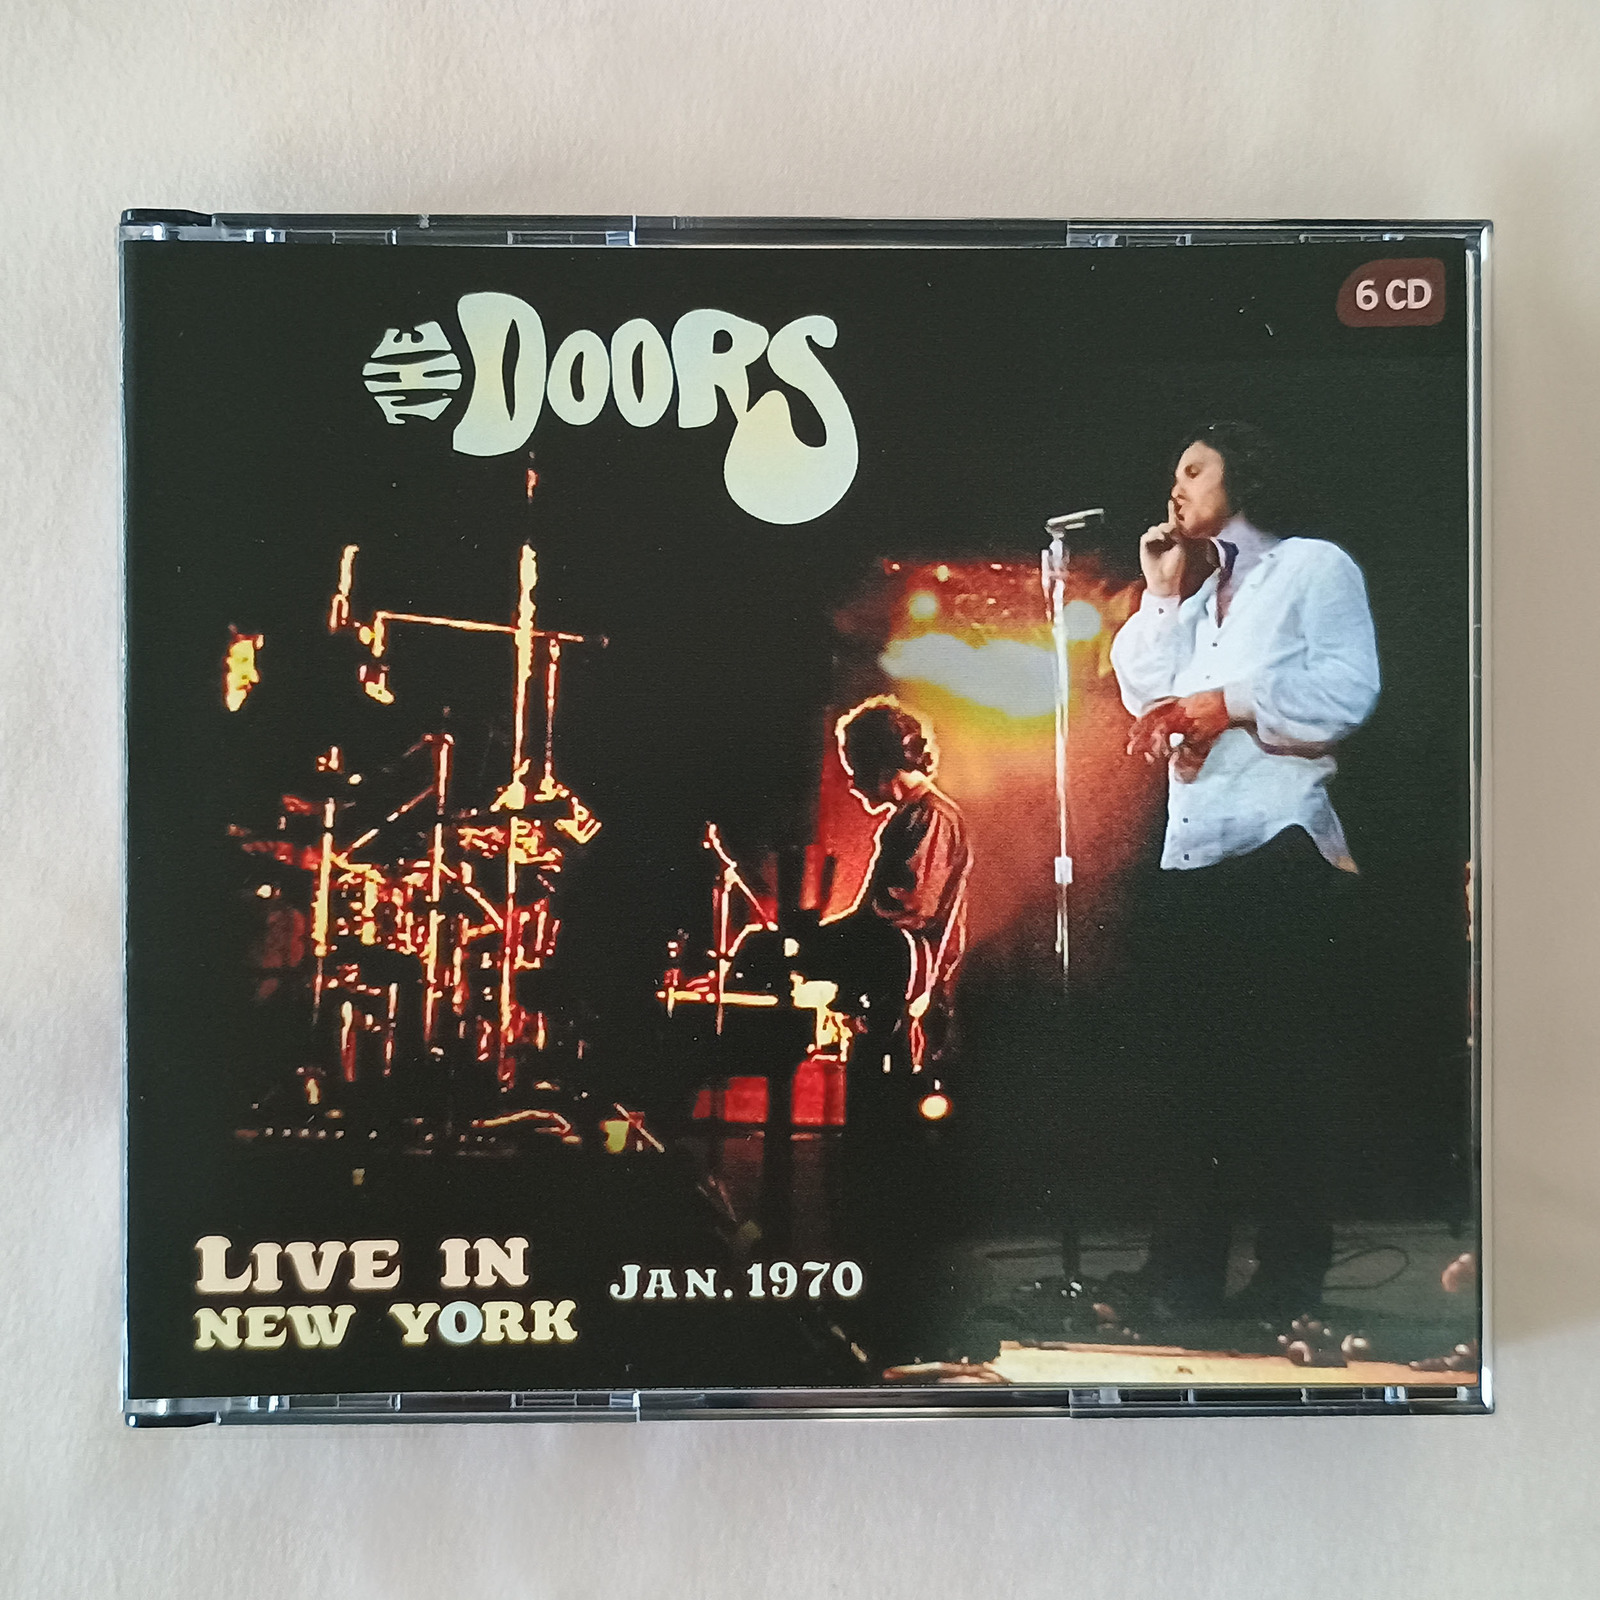 THE DOORS
6 CD
LIVE IN
NEW YORK
JAN. 1970